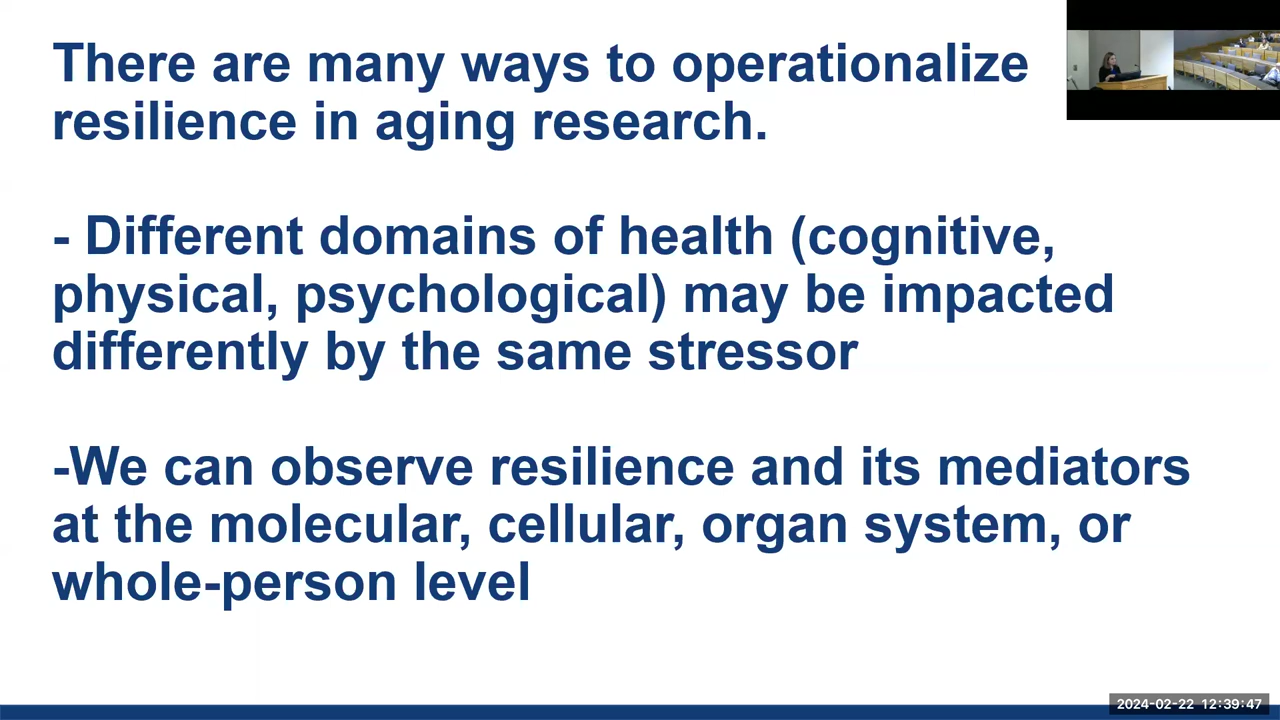 There are many ways to operationalize
resilience in aging research.
- Different domains of health (cognitive,
physical, psychological) may be impacted
differently by the same stressor
-We can observe resilience and its mediators
at the molecular, cellular, organ system, or
whole-person level
2024-02-22 12:39:47